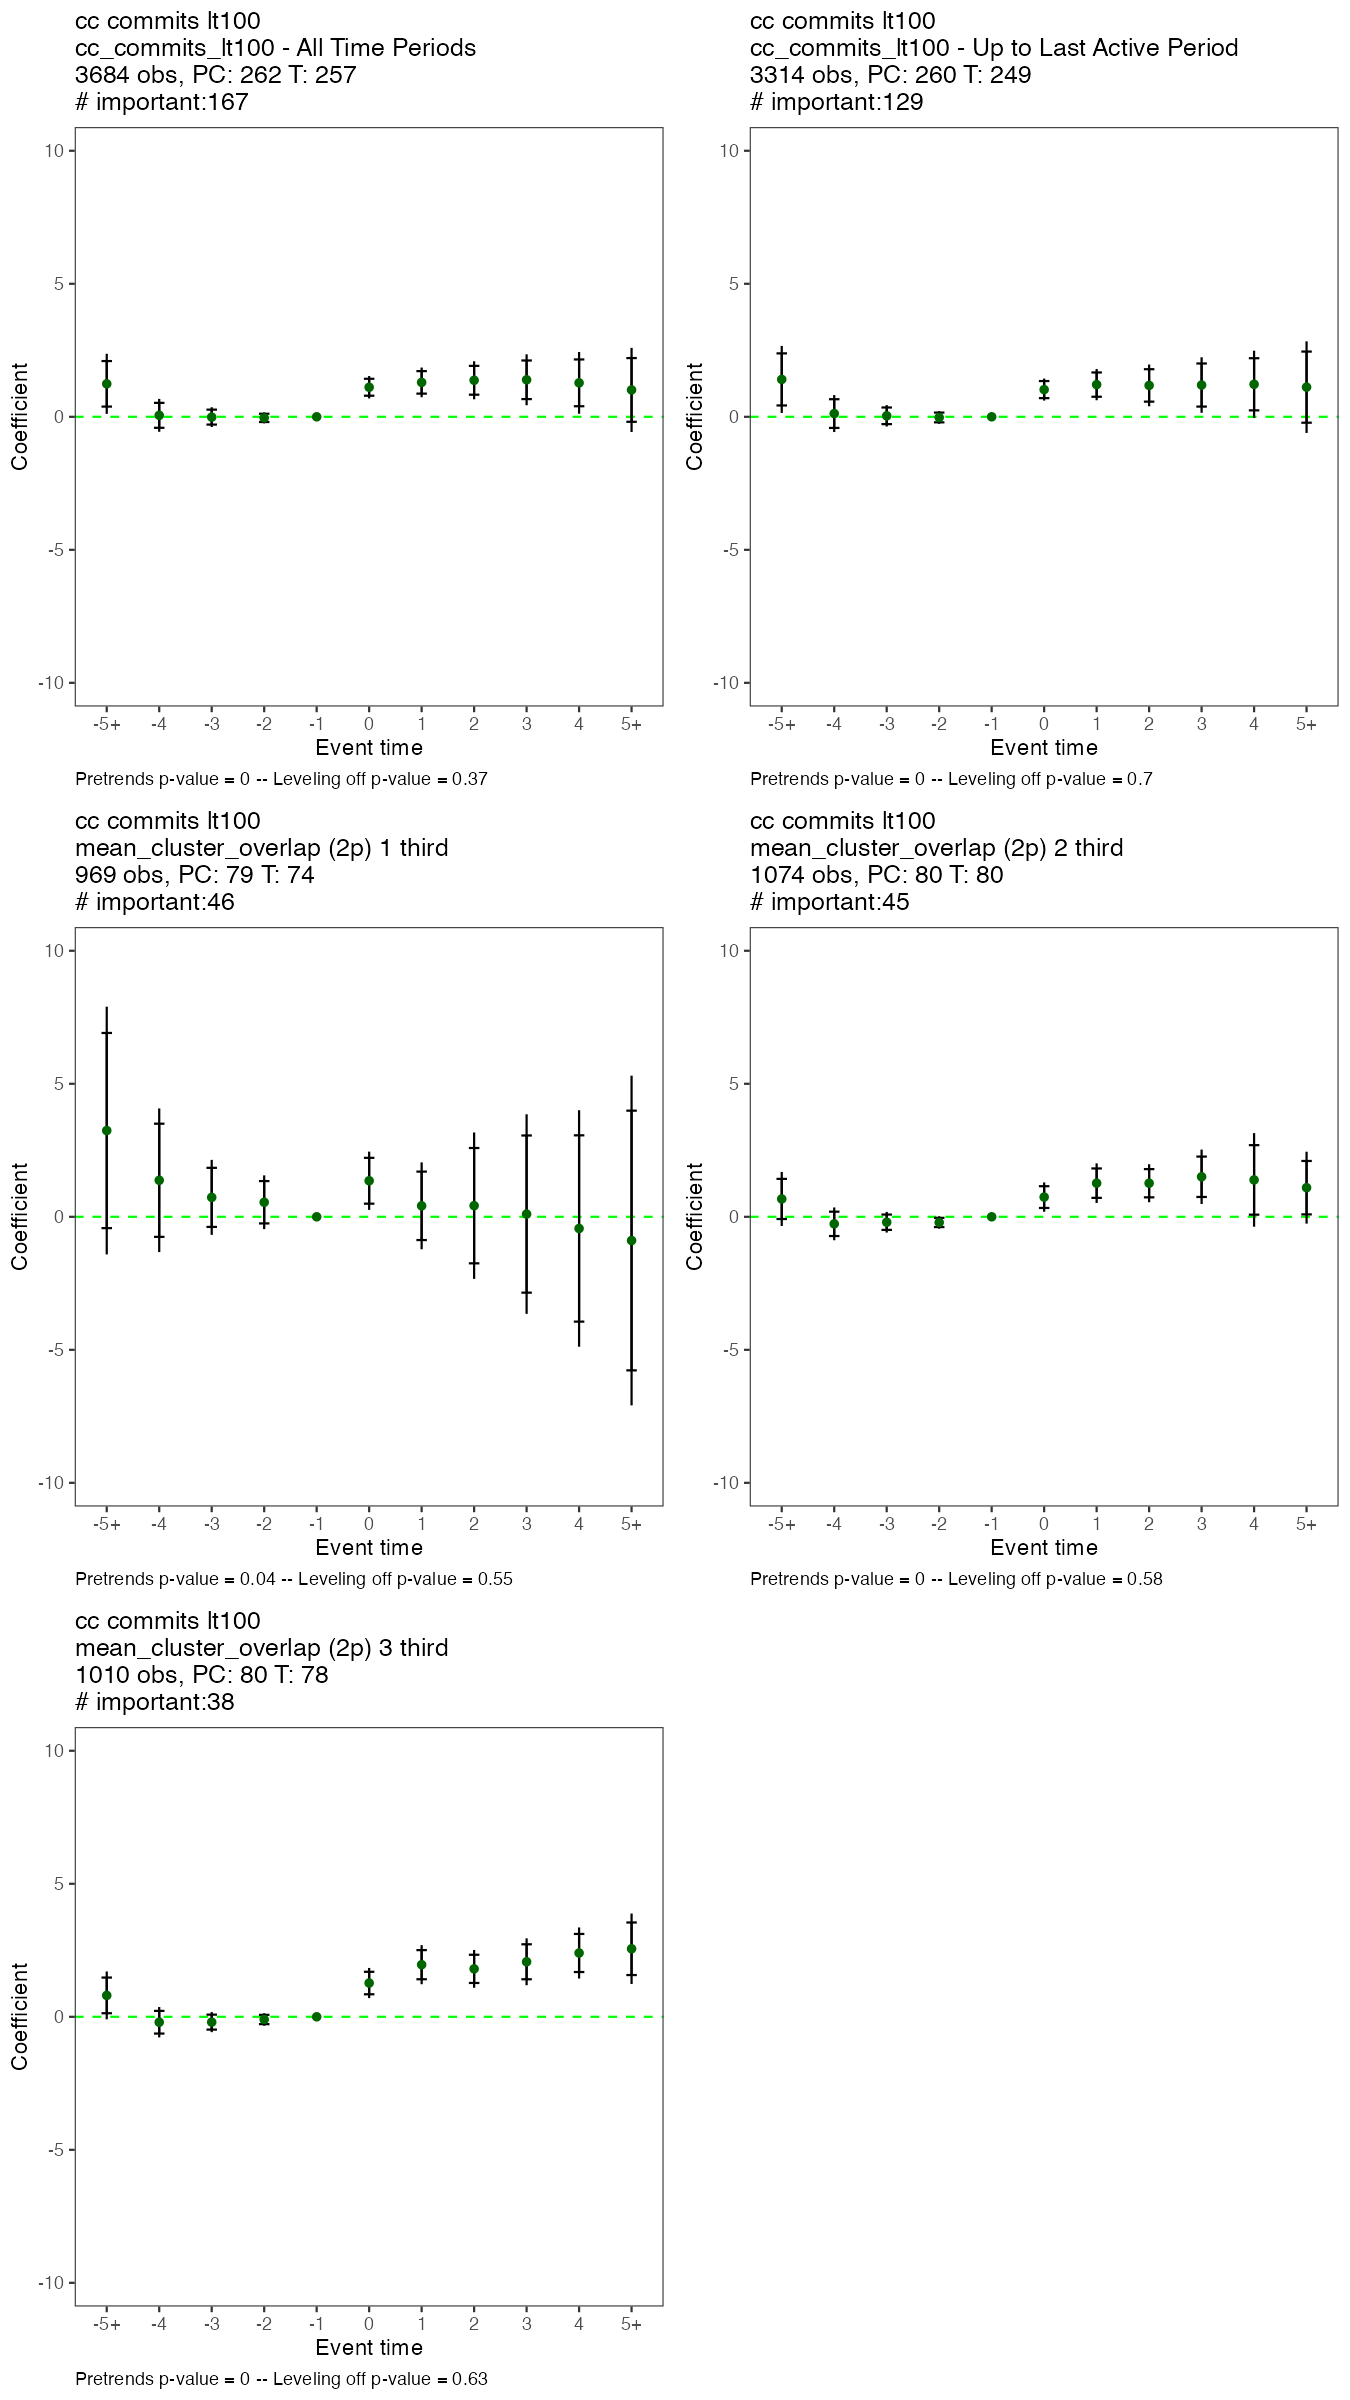 cc commits lt100
cc_commits_lt100 - All Time Periods
3684 obs, PC: 262 T: 257
# important:167
10
5
0
-5
-10
Coefficient
-5+ -4 -3 -2 -1 0 1 2 3 4 5+
Event time
Pretrends p-value = 0 -- Leveling off p-value = 0.37
cc commits lt100
cc_commits_lt100 - Up to Last Active Period
3314 obs, PC: 260 T: 249
# important:129
10
5
0
-5
-10
Coefficient
-5+ -4 -3 -2 -1 0 1 2 3 4 5+
Event time
Pretrends p-value = 0 -- Leveling off p-value = 0.7
cc commits lt100
mean_cluster_overlap (2p) 1 third
969 obs, PC: 79 T: 74
# important:46
10
5
0
-5
-10
Coefficient
-5+ -4 -3 -2 -1 0 1 2 3 4 5+
Event time
Pretrends p-value = 0.04 -- Leveling off p-value = 0.55
cc commits lt100
mean_cluster_overlap (2p) 2 third
1074 obs, PC: 80 T: 80
# important:45
10
5
0
-5
-10
Coefficient
-5+ -4 -3 -2 -1 0 1 2 3 4 5+
Event time
Pretrends p-value = 0 -- Leveling off p-value = 0.58
cc commits lt100
mean_cluster_overlap (2p) 3 third
1010 obs, PC: 80 T: 78
# important:38
10
5
0
-5
-10
Coefficient
-5+ -4 -3 -2 -1 0 1 2 3 4 5+
Event time
Pretrends p-value = 0 -- Leveling off p-value = 0.63